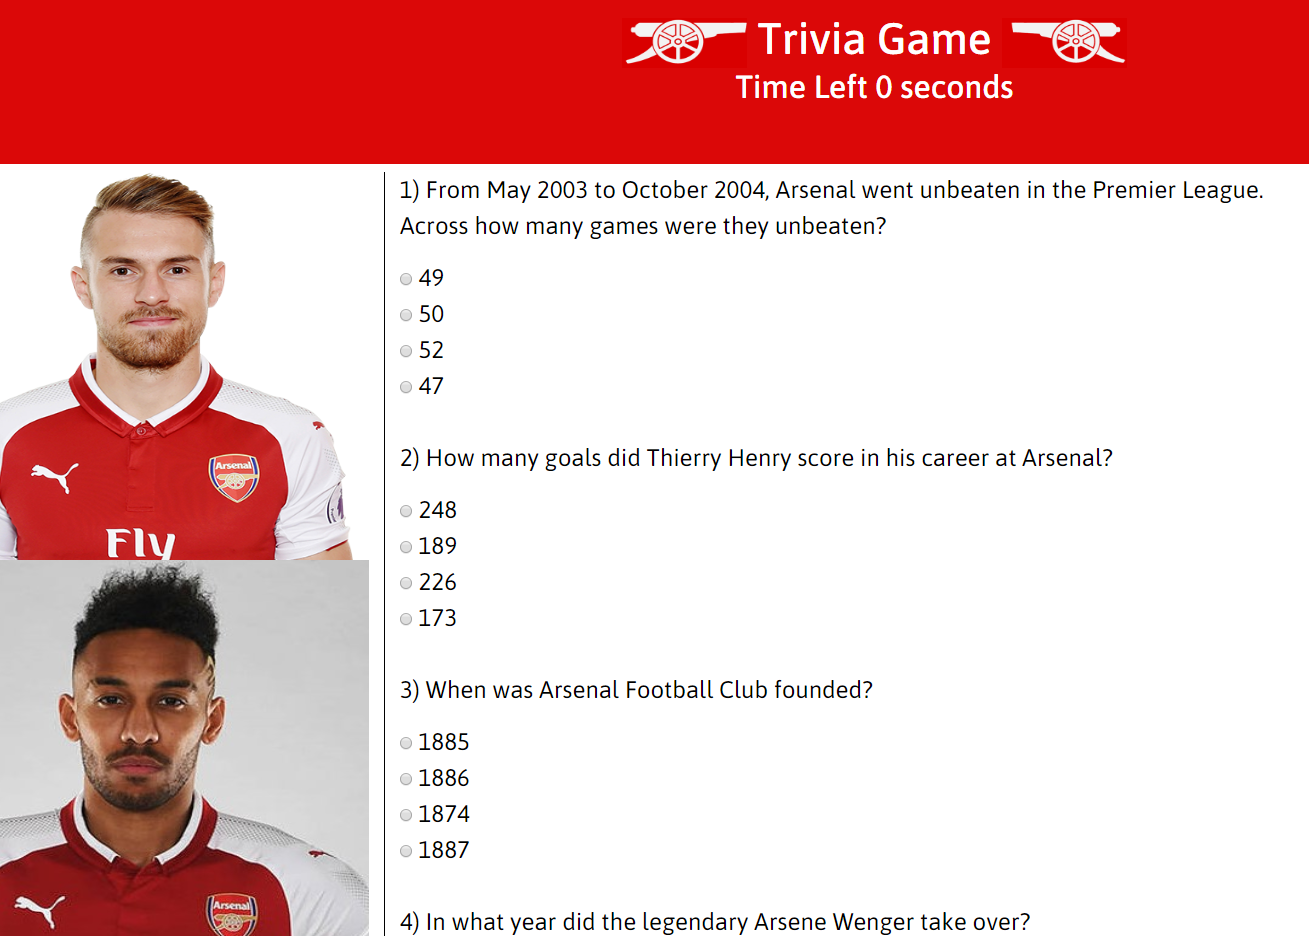 Trivia Game
Time Left 0 seconds
Arsenal
Fly
Arsenal
1) From May 2003 to October 2004, Arsenal went unbeaten in the Premier League.
Across how many games were they unbeaten?
49
50
52
47
2) How many goals did Thierry Henry score in his career at Arsenal?
248
189
226
173
3) When was Arsenal Football Club founded?
1885
1886
1874
1887
4) In what year did the legendary Arsene Wenger take over?